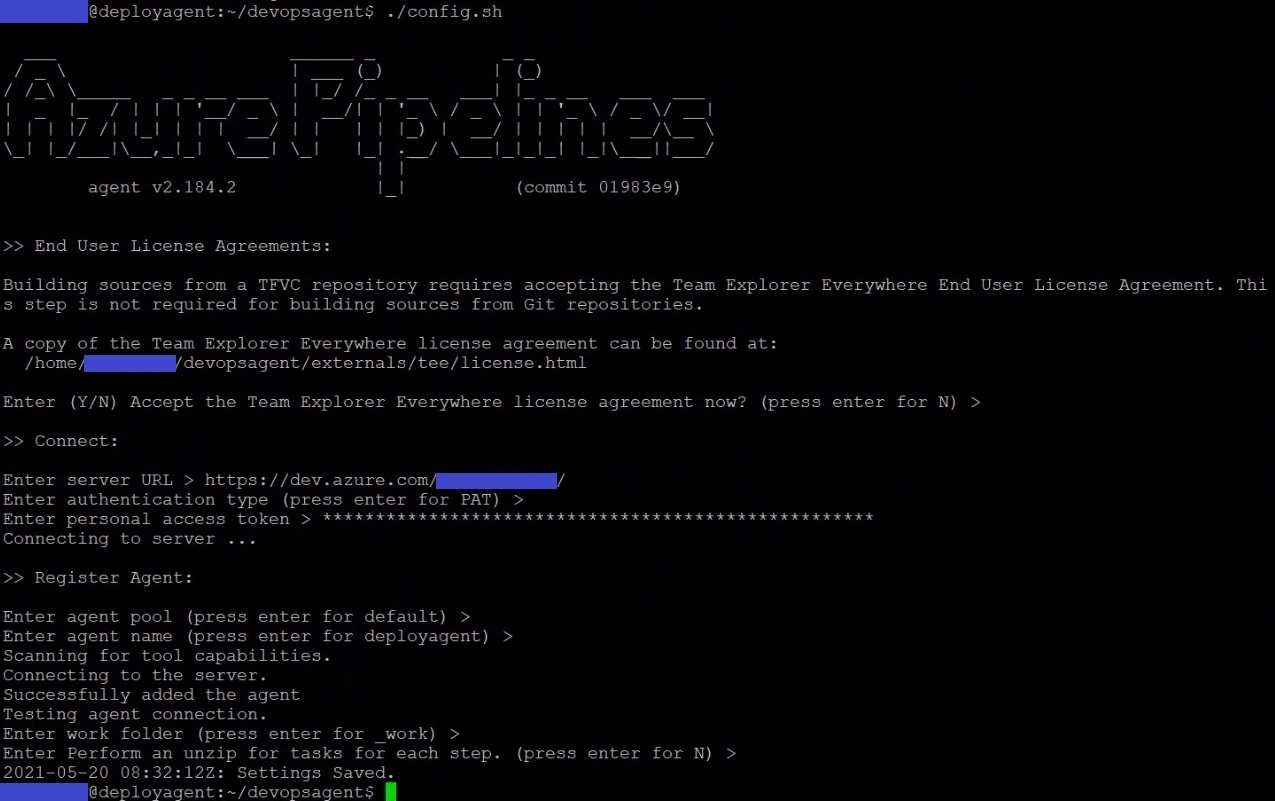 @deployagent:~/devopsagent$ ./config.sh
Azure Pipelines
agent v2.184.2 (commit 01983e9)
>> End User License Agreements:
Building sources from a TFVC repository requires accepting the Team Explorer Everywhere End User License Agreement. Thi
s step is not required for building sources from Git repositories.
A copy of the Team Explorer Everywhere license agreement can be found at:
/home/ /devopsagent/externals/tee/license.html
Enter (Y/N) Accept the Team Explorer Everywhere license agreement now? (press enter for N) >
>> Connect:
Enter server URL > https://dev.azure.com/ /
Enter authentication type (press enter for PAT) >
Enter personal access token > ****************************************************
Connecting to server ...
>> Register Agent:
Enter agent pool (press enter for default) >
Enter agent name (press enter for deployagent) >
Scanning for tool capabilities.
Connecting to the server.
Successfully added the agent
Testing agent connection.
Enter work folder (press enter for _work) >
Enter Perform an unzip for tasks for each step. (press enter for N) >
2021-05-20 08:32:12Z: Settings Saved.
@deployagent:~/devopsagent$